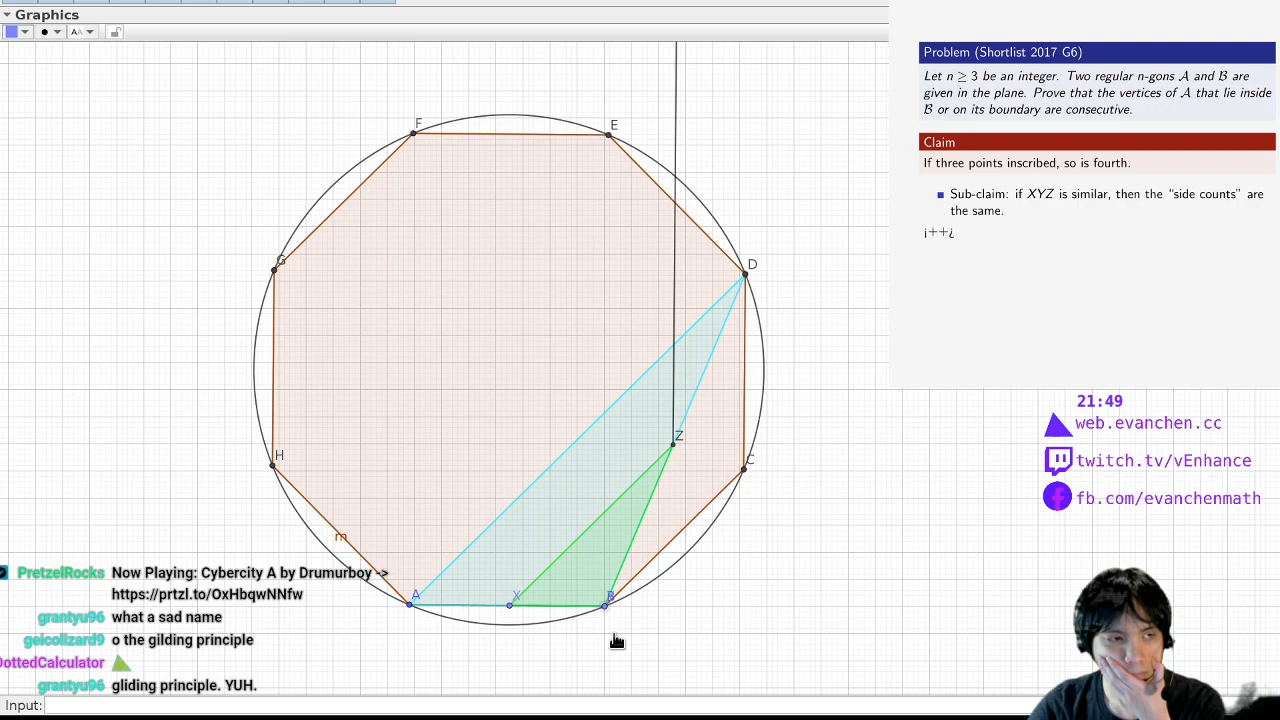 Graphics
AA
Problem (Shortlist 2017 G6)
Let n ≥ 3 be an integer. Two regular n-gons 𝒜 and ℬ are
given in the plane. Prove that the vertices of 𝒜 that lie inside
ℬ or on its boundary are consecutive.
Claim
If three points inscribed, so is fourth.
Sub-claim: if XYZ is similar, then the “side counts” are
the same.
¡++¿
F
E
G
D
Z
H
C
m
A
X
B
21:49
web.evanchen.cc
twitch.tv/vEnhance
fb.com/evanchenmath
PretzelRocks Now Playing: Cybercity A by Drumurboy ->
https://prtzl.to/OxHbqwNNfw
grantyu96 what a sad name
geicolizard9 o the gilding principle
DottedCalculator
grantyu96 gliding principle. YUH.
Input: